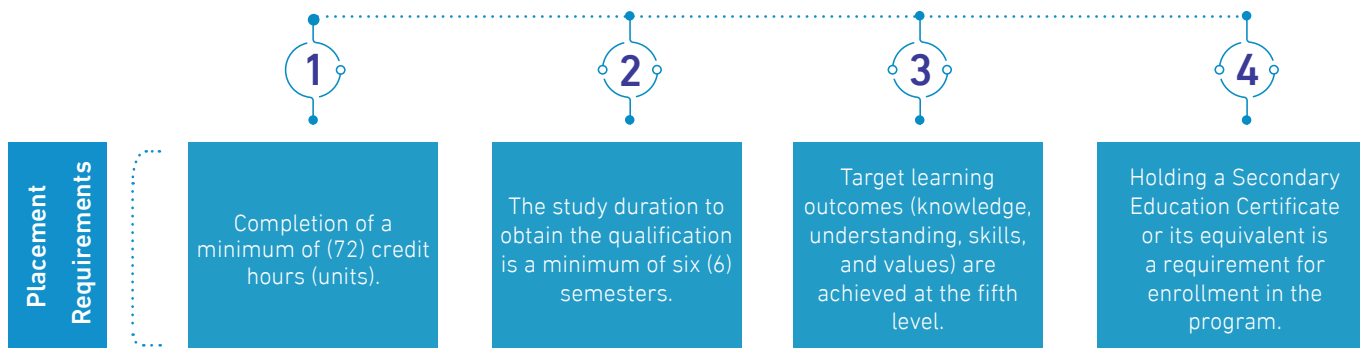 1
2
3
4
Placement
Requirements
Completion of a
minimum of (72) credit
hours (units).
The study duration to
obtain the qualification
is a minimum of six (6)
semesters.
Target learning
outcomes (knowledge,
understanding, skills,
and values) are
achieved at the fifth
level.
Holding a Secondary
Education Certificate
or its equivalent is
a requirement for
enrollment in the
program.